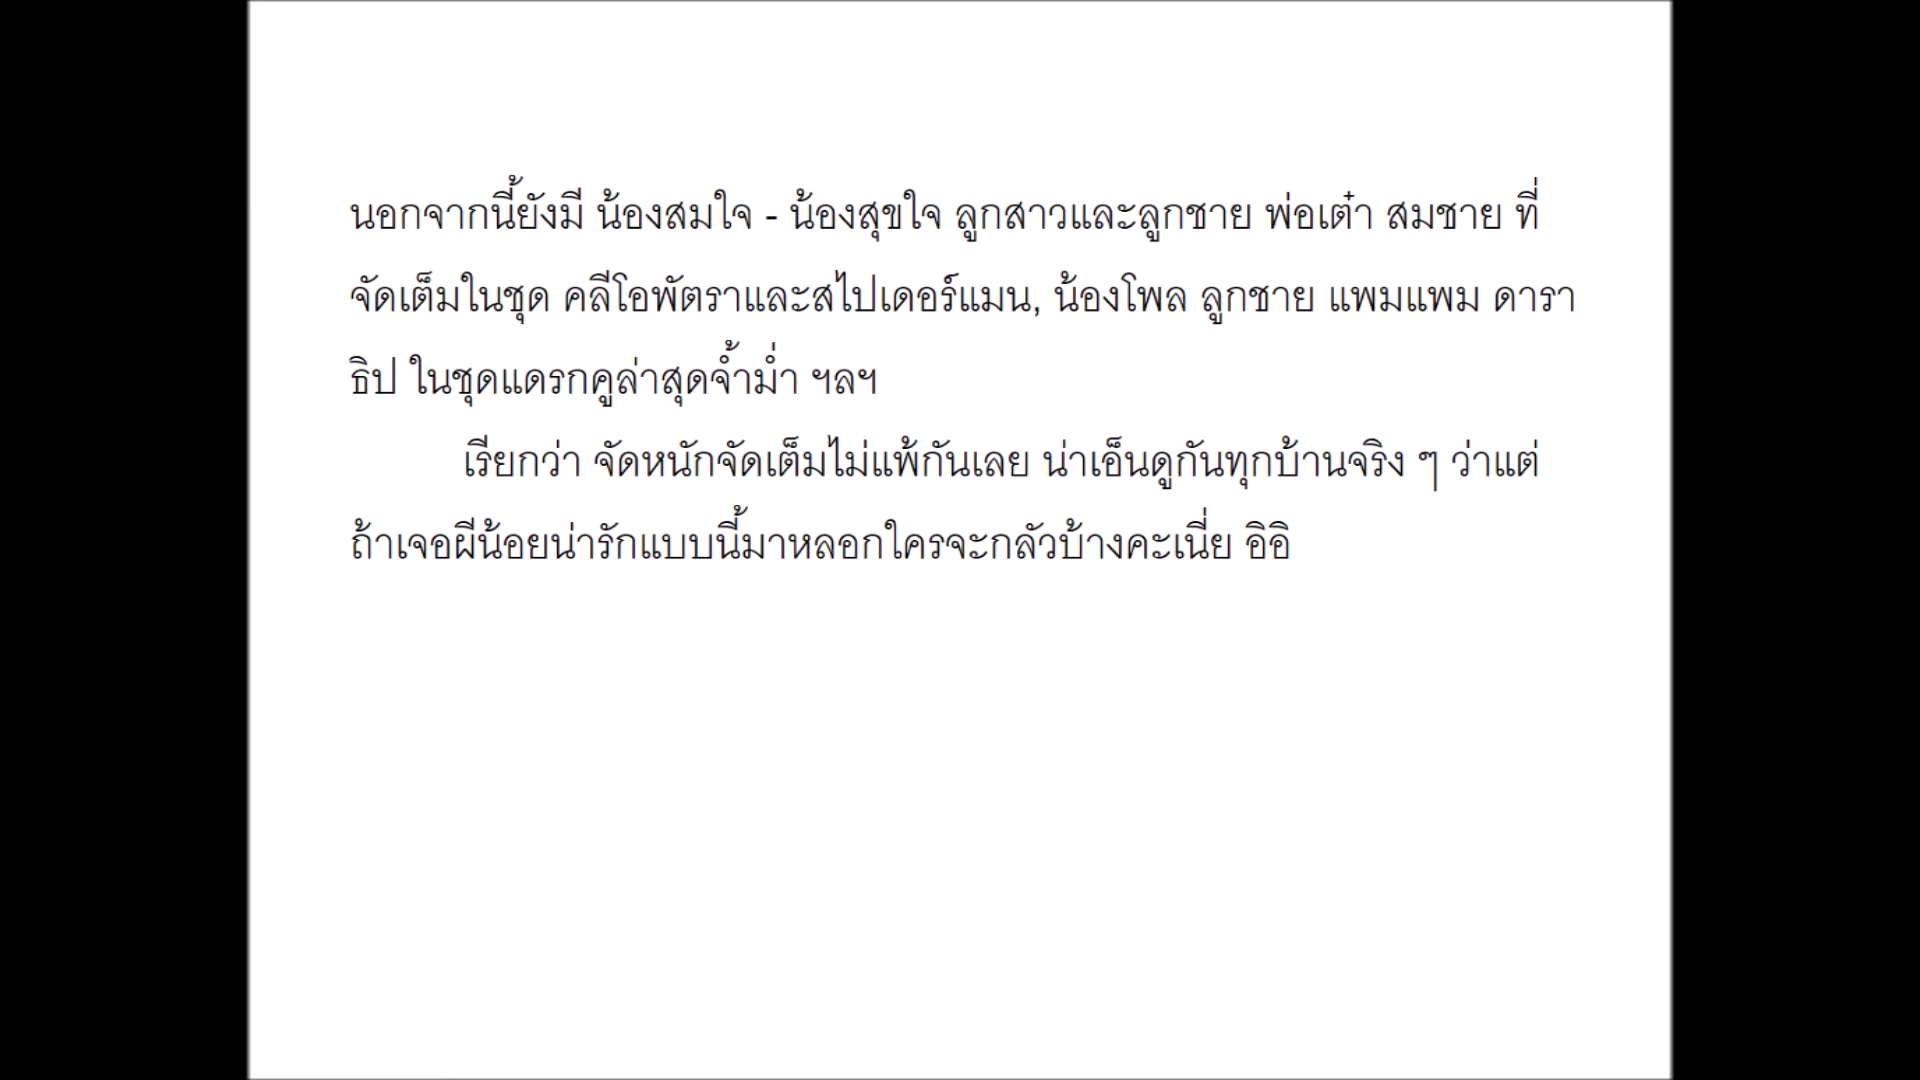 นอกจากนี้ยังมี น้องสมใจ - น้องสุขใจ ลูกสาวและลูกชาย พ่อเต๋า สมชาย ที่
จัดเต็มในชุด คลีโอพัตราและสไปเดอร์แมน, น้องโพล ลูกชาย แพมแพม ดารา
ธิป ในชุดแดรกคูล่าสุดจ้ำม่ำ ฯลฯ
เรียกว่า จัดหนักจัดเต็มไม่แพ้กันเลย น่าเอ็นดูกันทุกบ้านจริง ๆ ว่าแต่
ถ้าเจอผีน้อยน่ารักแบบนี้มาหลอกใครจะกลัวบ้างคะเนี่ย อิอิ